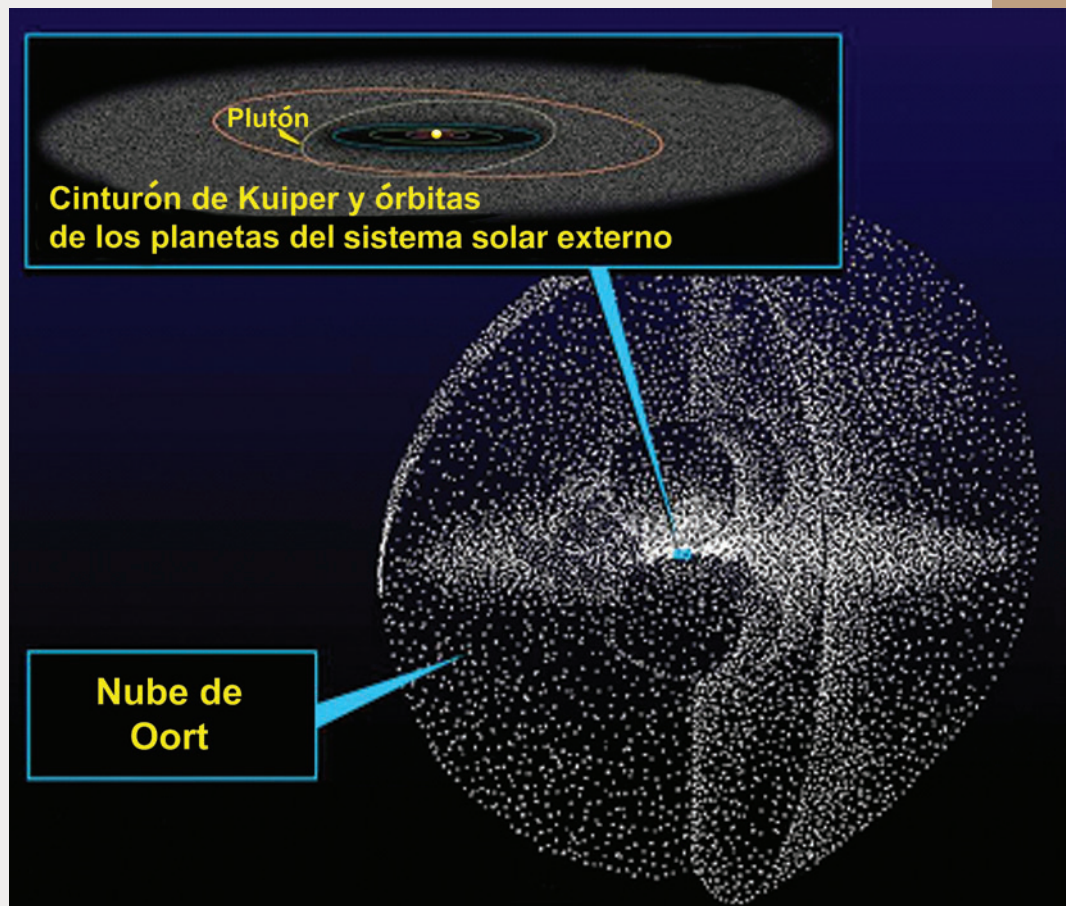 Plutón
Cinturón de Kuiper y órbitas
de los planetas del sistema solar externo
Nube de
Oort